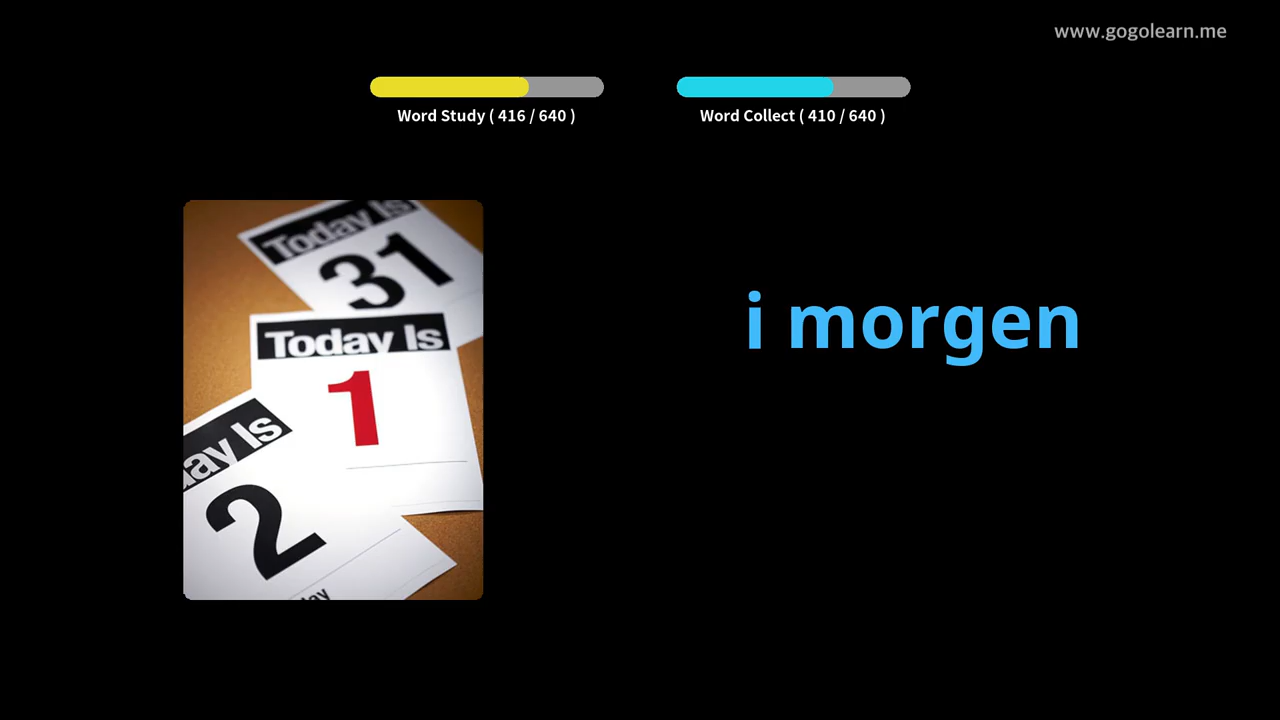 www.gogolearn.me
Word Study ( 416 / 640 )
Word Collect ( 410 / 640 )
Today Is
31
Today Is
1
ay Is
2
i morgen